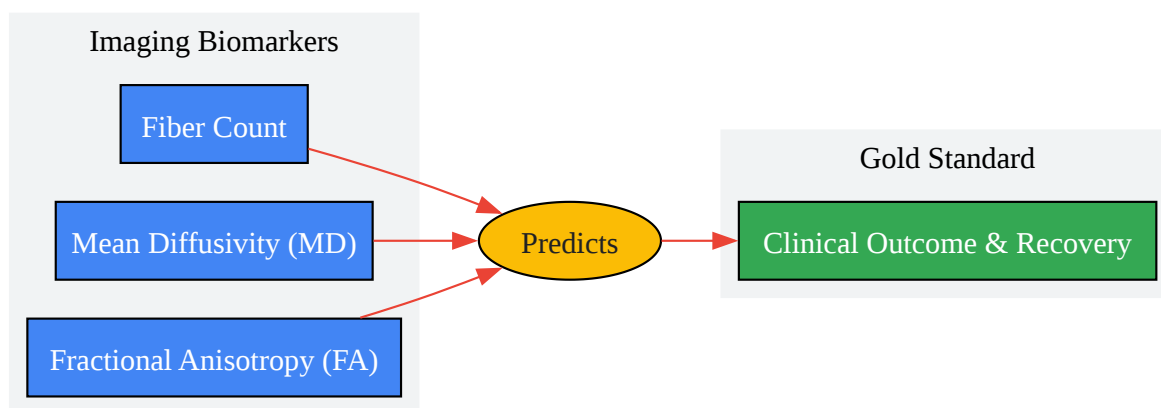 Imaging Biomarkers
Fiber Count
Mean Diffusivity (MD)
Fractional Anisotropy (FA)
Predicts
Gold Standard
Clinical Outcome & Recovery